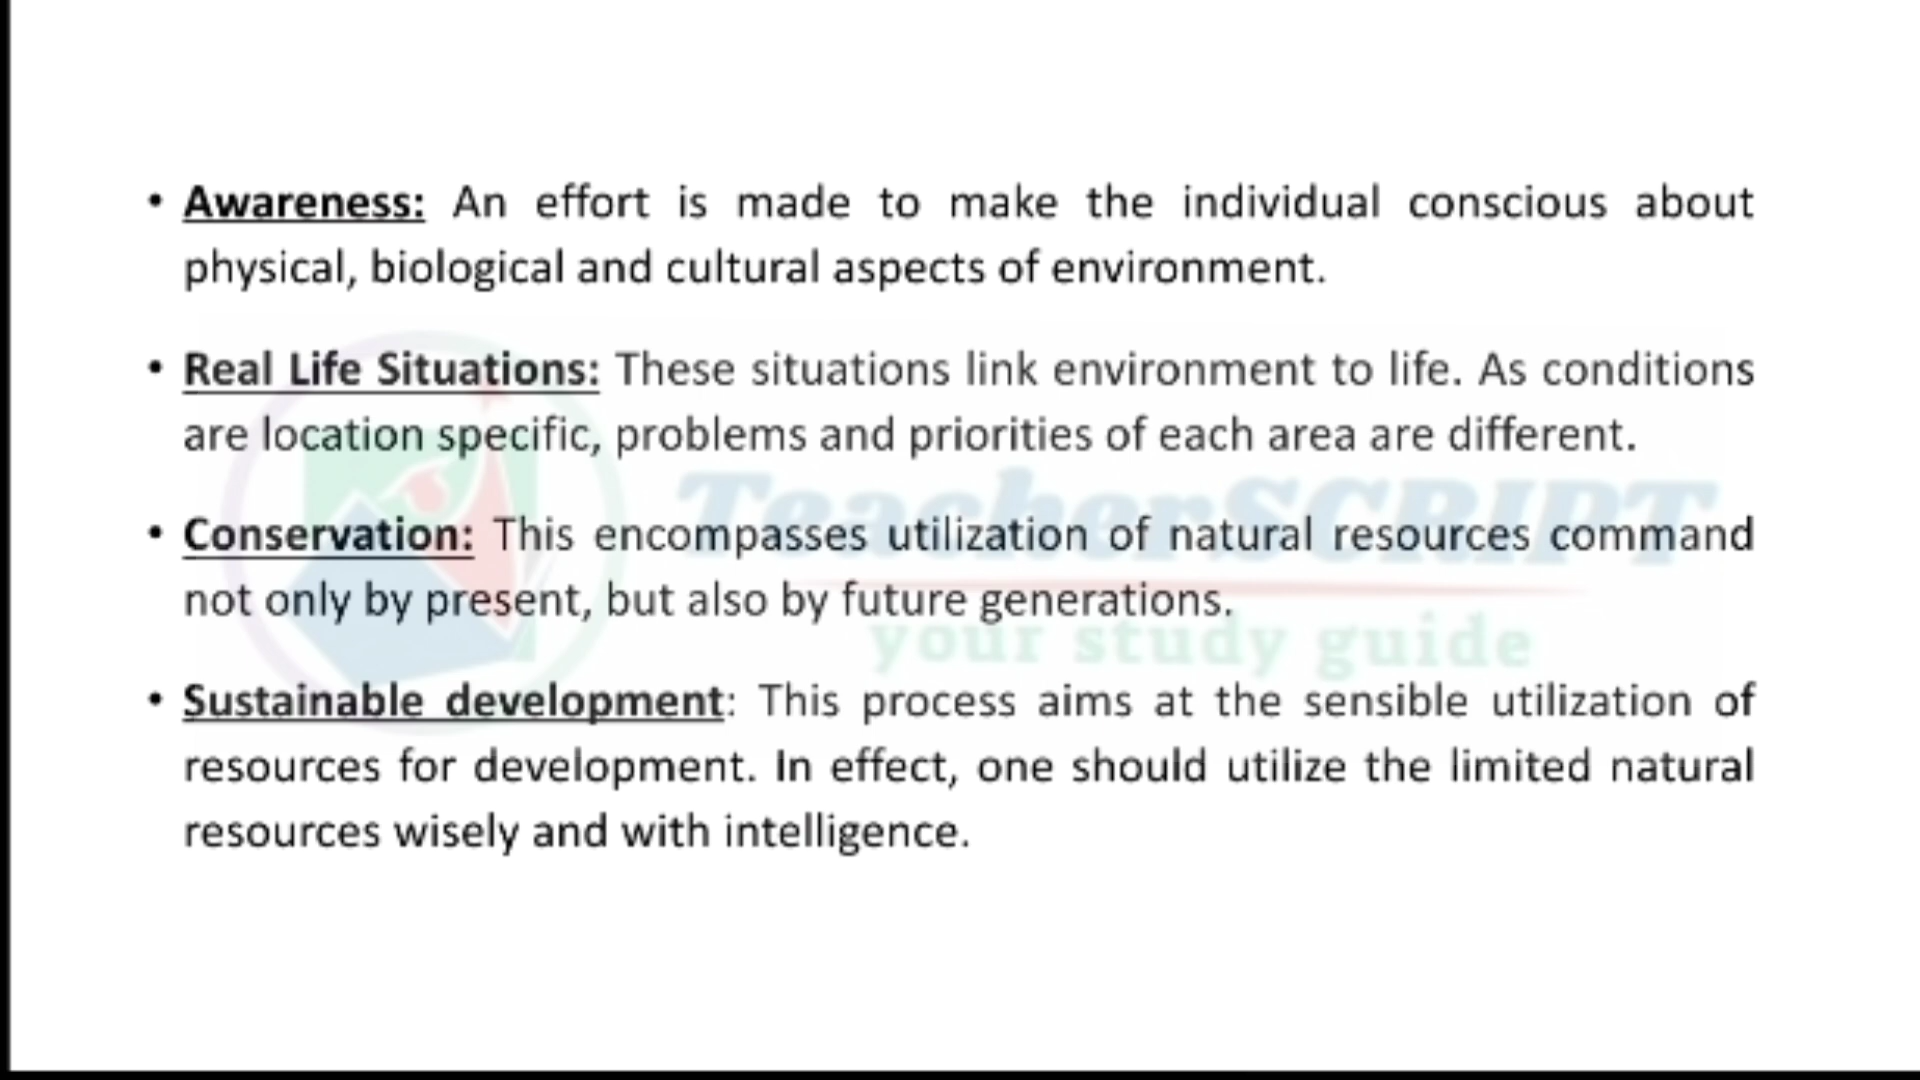 • Awareness: An effort is made to make the individual conscious about
physical, biological and cultural aspects of environment.
• Real Life Situations: These situations link environment to life. As conditions
are location specific, problems and priorities of each area are different.
TeacherSCRIPT
• Conservation: This encompasses utilization of natural resources command
not only by present, but also by future generations.
your study guide
• Sustainable development: This process aims at the sensible utilization of
resources for development. In effect, one should utilize the limited natural
resources wisely and with intelligence.